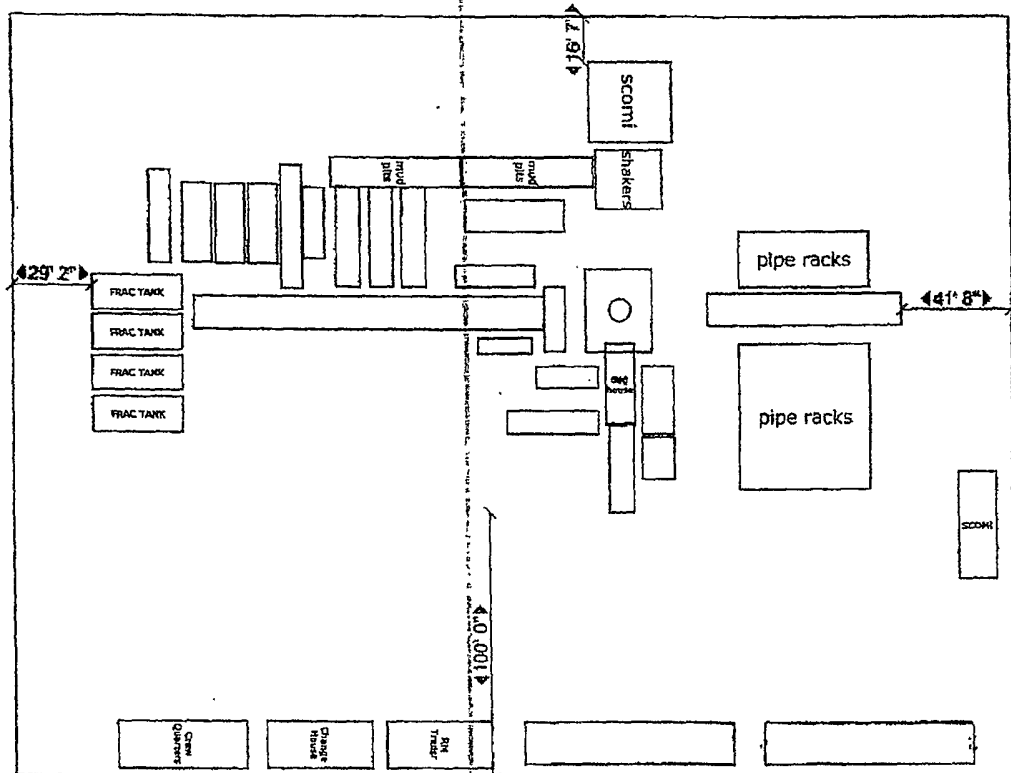 16' 7"
scomi
shakers
mud
pits
mud
pits
pipe racks
29' 2"
FRAC TANK
41' 8"
FRAC TANK
FRAC TANK
FRAC TANK
dog
house
pipe racks
SCOMI
100' 0"
Crew
Quarters
Change
House
RM
Trailer